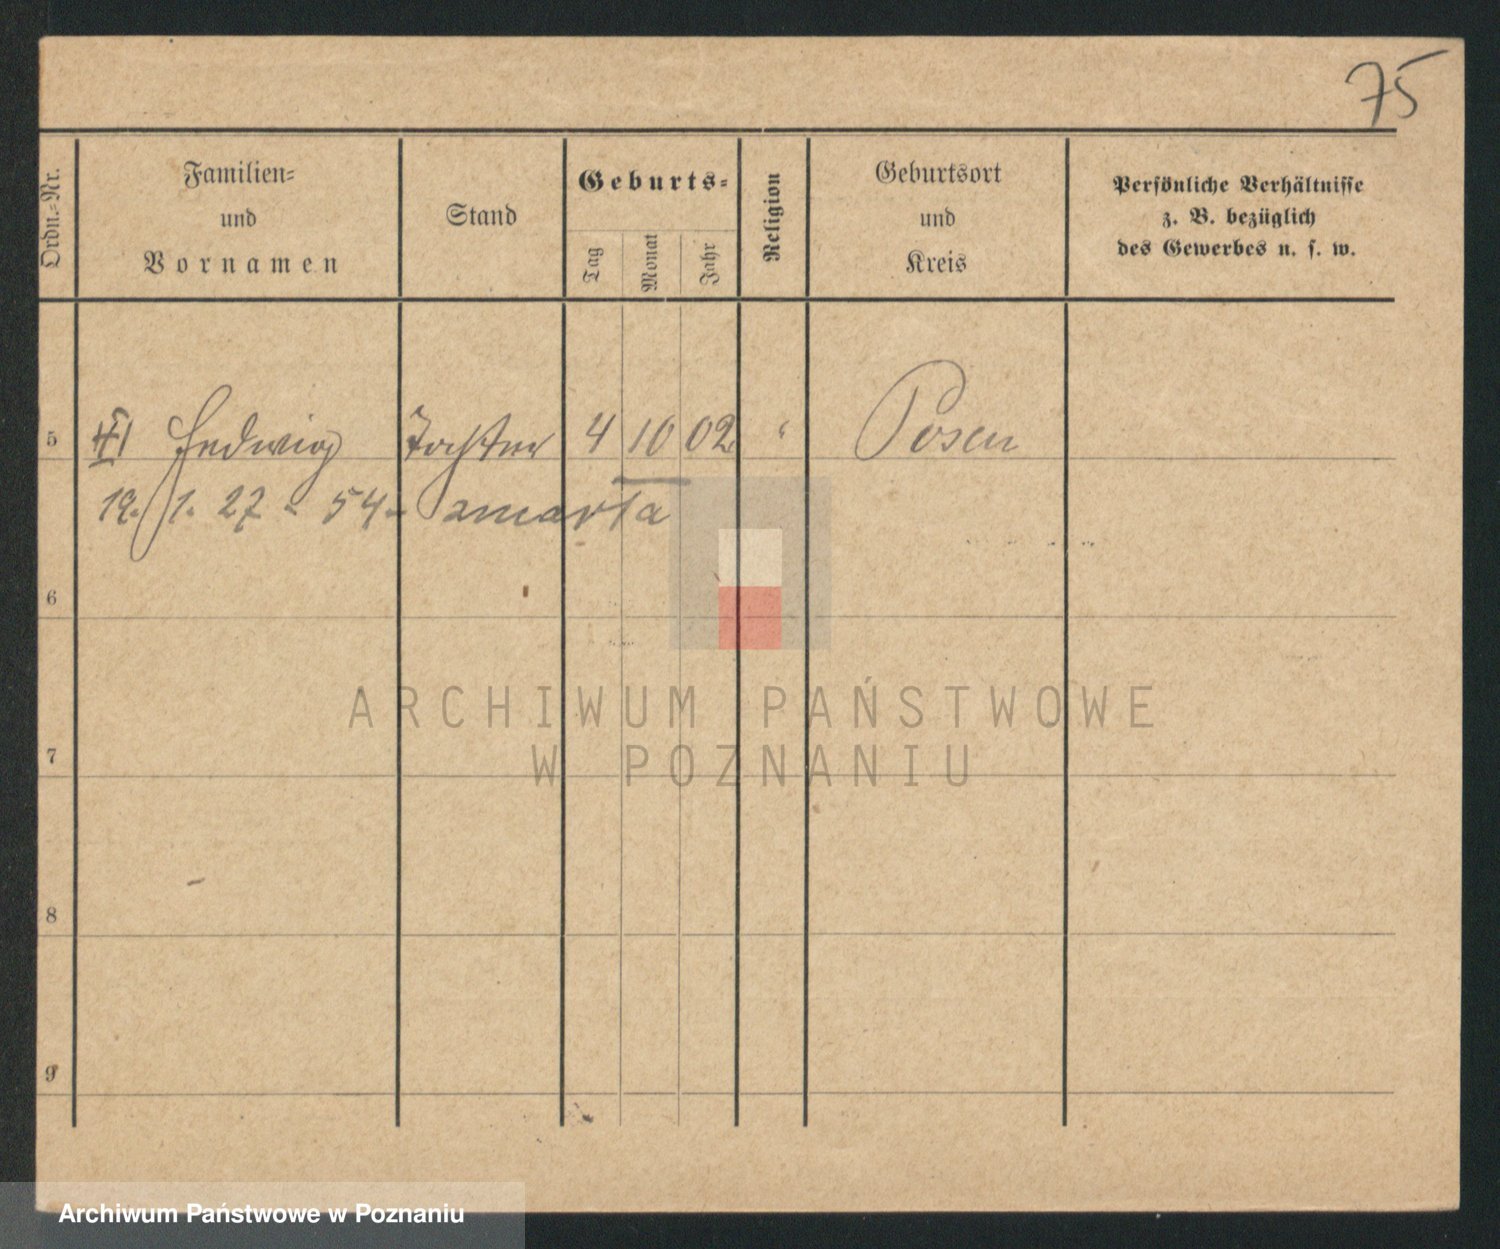 75
Ordn.-Nr.
Familien-
und
Vornamen
Stand
Geburts-
Tag
Monat
Jahr
Religion
Geburtsort
und
Kreis
Persönliche Verhältnisse
z. B. bezüglich
des Gewerbes u. s. w.
5 Hedwig Tochter 4 10 02 " Posen
19. 1. 27 - 54 - zmarła
6
7
8
9
ARCHIWUM PAŃSTWOWE
W POZNANIU
Archiwum Państwowe w Poznaniu